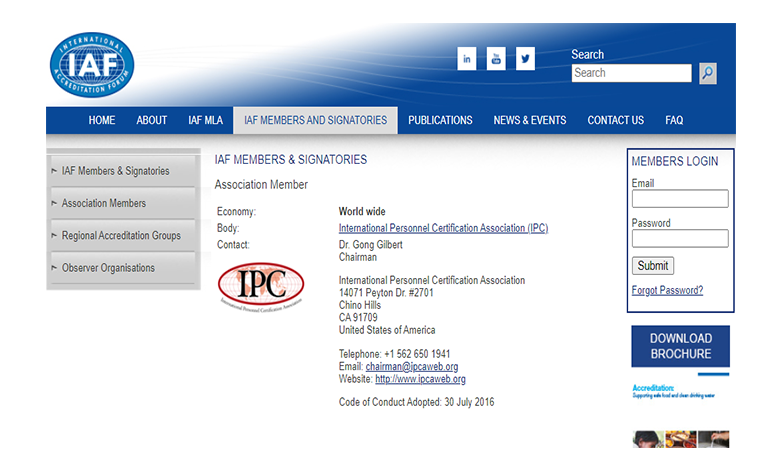 INTERNATIONAL
IAF
ACCREDITATION FORUM
in
You
Tube
Search
Search
HOME ABOUT IAF MLA IAF MEMBERS AND SIGNATORIES PUBLICATIONS NEWS & EVENTS CONTACT US FAQ
IAF Members & Signatories
Association Members
Regional Accreditation Groups
Observer Organisations
IAF MEMBERS & SIGNATORIES
Association Member
Economy: World wide
Body: International Personnel Certification Association (IPC)
Contact: Dr. Gong Gilbert
Chairman
IPC
International Personnel Certification Association
International Personnel Certification Association
14071 Peyton Dr. #2701
Chino Hills
CA 91709
United States of America
Telephone: +1 562 650 1941
Email: chairman@ipcaweb.org
Website: http://www.ipcaweb.org
Code of Conduct Adopted: 30 July 2016
MEMBERS LOGIN
Email
Password
Submit
Forgot Password?
DOWNLOAD
BROCHURE
Accreditation:
Supporting safe food and clean drinking water